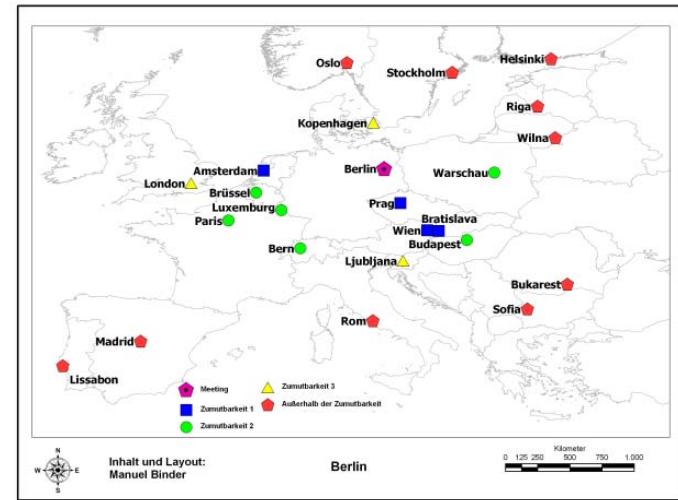 Oslo
Stockholm
Helsinki
Riga
Wilna
Kopenhagen
Amsterdam
Berlin
Warschau
London
Brüssel
Luxemburg
Prag
Paris
Bratislava
Wien
Budapest
Bern
Ljubljana
Bukarest
Sofia
Rom
Madrid
Lissabon
Meeting
Zumutbarkeit 1
Zumutbarkeit 2
Zumutbarkeit 3
Außerhalb der Zumutbarkeit
N
W E
S
Inhalt und Layout:
Manuel Binder
Berlin
Kilometer
0 125 250 500 750 1.000